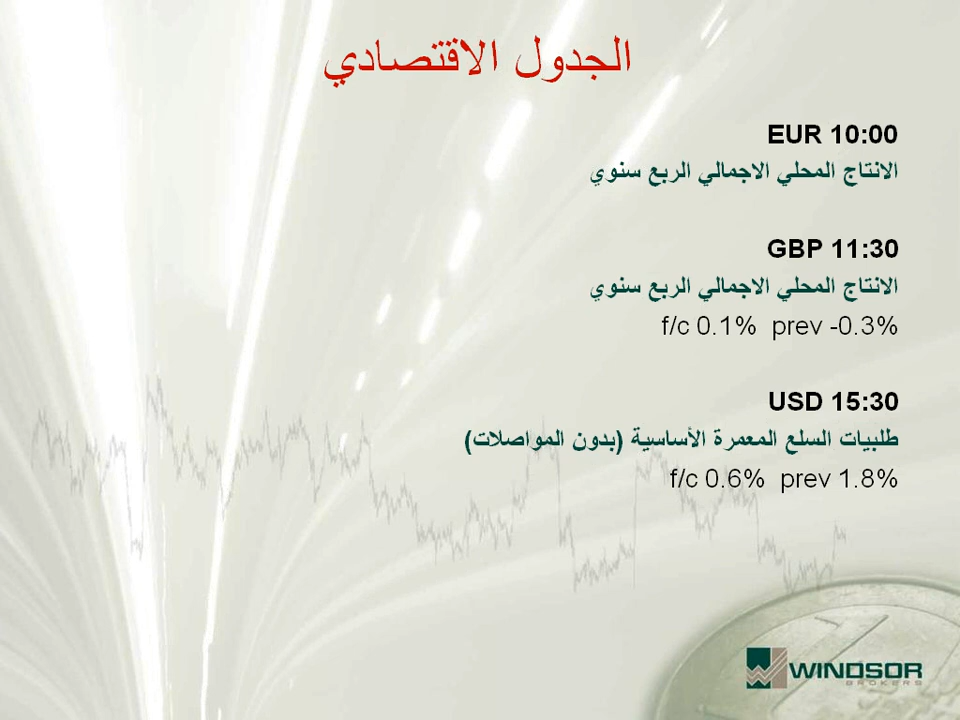 الجدول الاقتصادي
EUR 10:00
الانتاج المحلي الاجمالي الربع سنوي
GBP 11:30
الانتاج المحلي الاجمالي الربع سنوي
f/c 0.1%  prev -0.3%
USD 15:30
طلبيات السلع المعمرة الأساسية (بدون المواصلات)
f/c 0.6%  prev 1.8%
WINDSOR
BROKERS